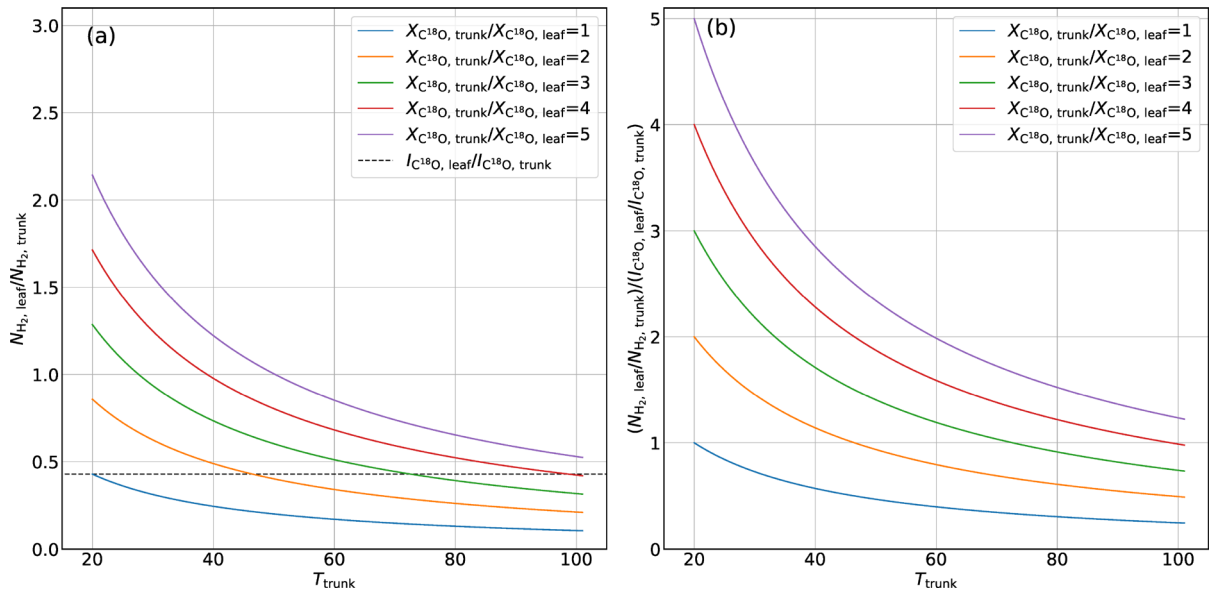 (a)
X_C¹⁸O, trunk/X_C¹⁸O, leaf=1
X_C¹⁸O, trunk/X_C¹⁸O, leaf=2
X_C¹⁸O, trunk/X_C¹⁸O, leaf=3
X_C¹⁸O, trunk/X_C¹⁸O, leaf=4
X_C¹⁸O, trunk/X_C¹⁸O, leaf=5
I_C¹⁸O, leaf/I_C¹⁸O, trunk
3.0
2.5
2.0
1.5
1.0
0.5
0.0
N_H₂, leaf/N_H₂, trunk
20 40 60 80 100
T_trunk
(b)
X_C¹⁸O, trunk/X_C¹⁸O, leaf=1
X_C¹⁸O, trunk/X_C¹⁸O, leaf=2
X_C¹⁸O, trunk/X_C¹⁸O, leaf=3
X_C¹⁸O, trunk/X_C¹⁸O, leaf=4
X_C¹⁸O, trunk/X_C¹⁸O, leaf=5
5
4
3
2
1
0
(N_H₂, leaf/N_H₂, trunk)/(I_C¹⁸O, leaf/I_C¹⁸O, trunk)
20 40 60 80 100
T_trunk